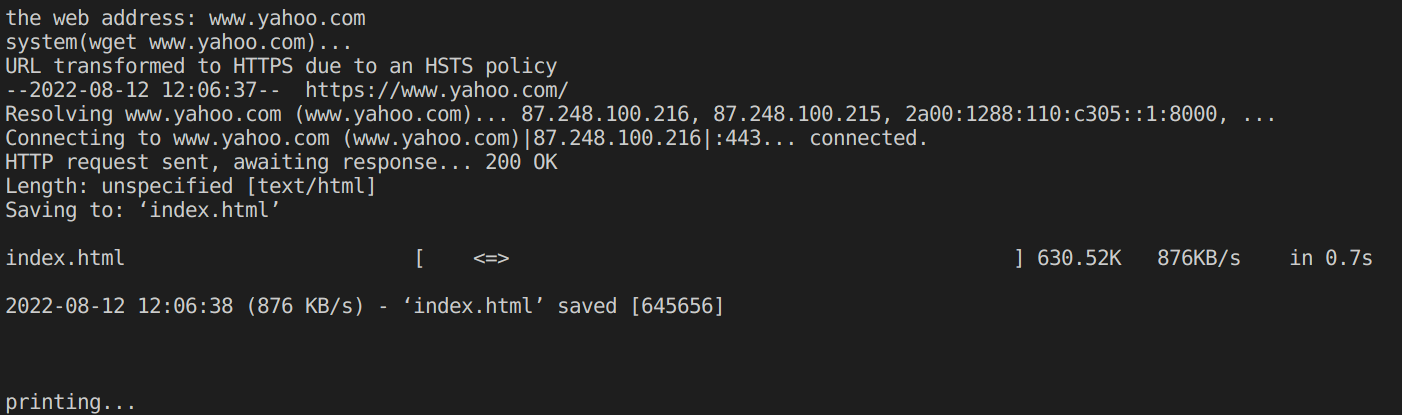 the web address: www.yahoo.com
system(wget www.yahoo.com)...
URL transformed to HTTPS due to an HSTS policy
--2022-08-12 12:06:37--  https://www.yahoo.com/
Resolving www.yahoo.com (www.yahoo.com)... 87.248.100.216, 87.248.100.215, 2a00:1288:110:c305::1:8000, ...
Connecting to www.yahoo.com (www.yahoo.com)|87.248.100.216|:443... connected.
HTTP request sent, awaiting response... 200 OK
Length: unspecified [text/html]
Saving to: ‘index.html’
index.html                        [    <=>                                          ] 630.52K   876KB/s    in 0.7s
2022-08-12 12:06:38 (876 KB/s) - ‘index.html’ saved [645656]
printing...